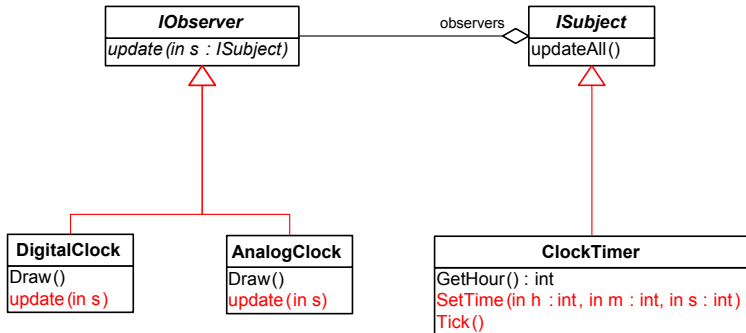 IObserver
update(in s : ISubject)
observers
ISubject
updateAll()
DigitalClock
Draw()
update(in s)
AnalogClock
Draw()
update(in s)
ClockTimer
GetHour() : int
SetTime(in h : int, in m : int, in s : int)
Tick()